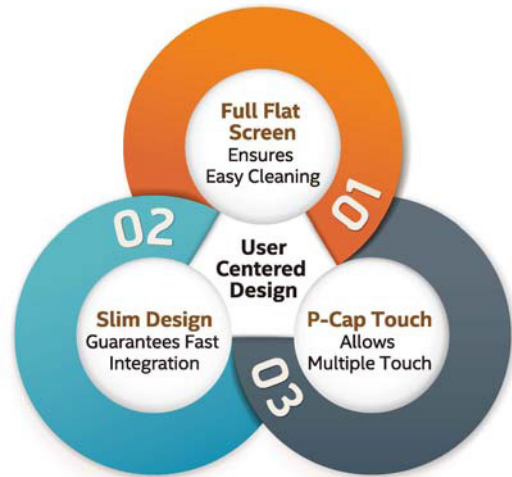 Full Flat
Screen
Ensures
Easy Cleaning
01
02
User
Centered
Design
Slim Design
Guarantees Fast
Integration
P-Cap Touch
Allows
Multiple Touch
03